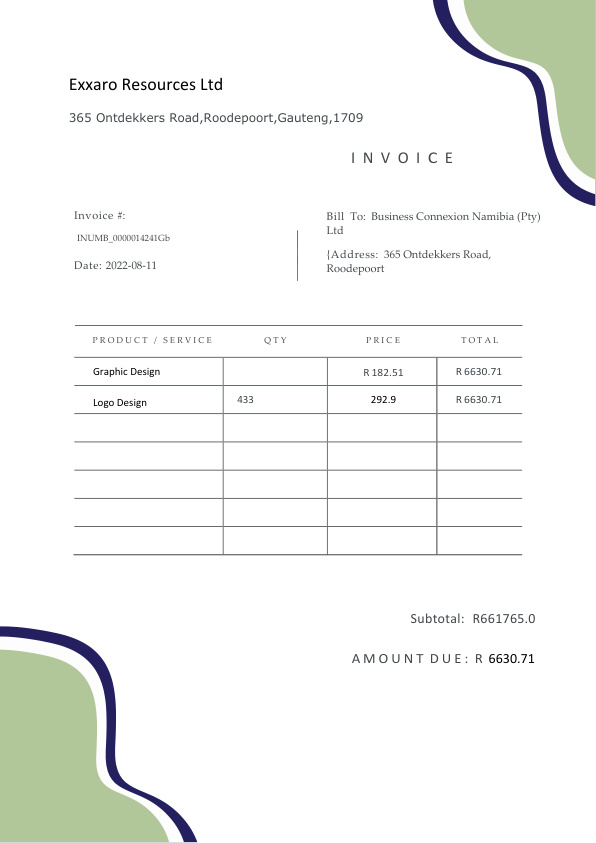 Exxaro Resources Ltd
365 Ontdekkers Road,Roodepoort,Gauteng,1709
INVOICE
Invoice #:
INUMB_0000014241Gb
Date: 2022-08-11
Bill To: Business Connexion Namibia (Pty)
Ltd
{Address: 365 Ontdekkers Road,
Roodepoort
PRODUCT / SERVICE QTY PRICE TOTAL
Graphic Design R 182.51 R 6630.71
Logo Design 433 292.9 R 6630.71
Subtotal: R661765.0
AMOUNT DUE: R 6630.71